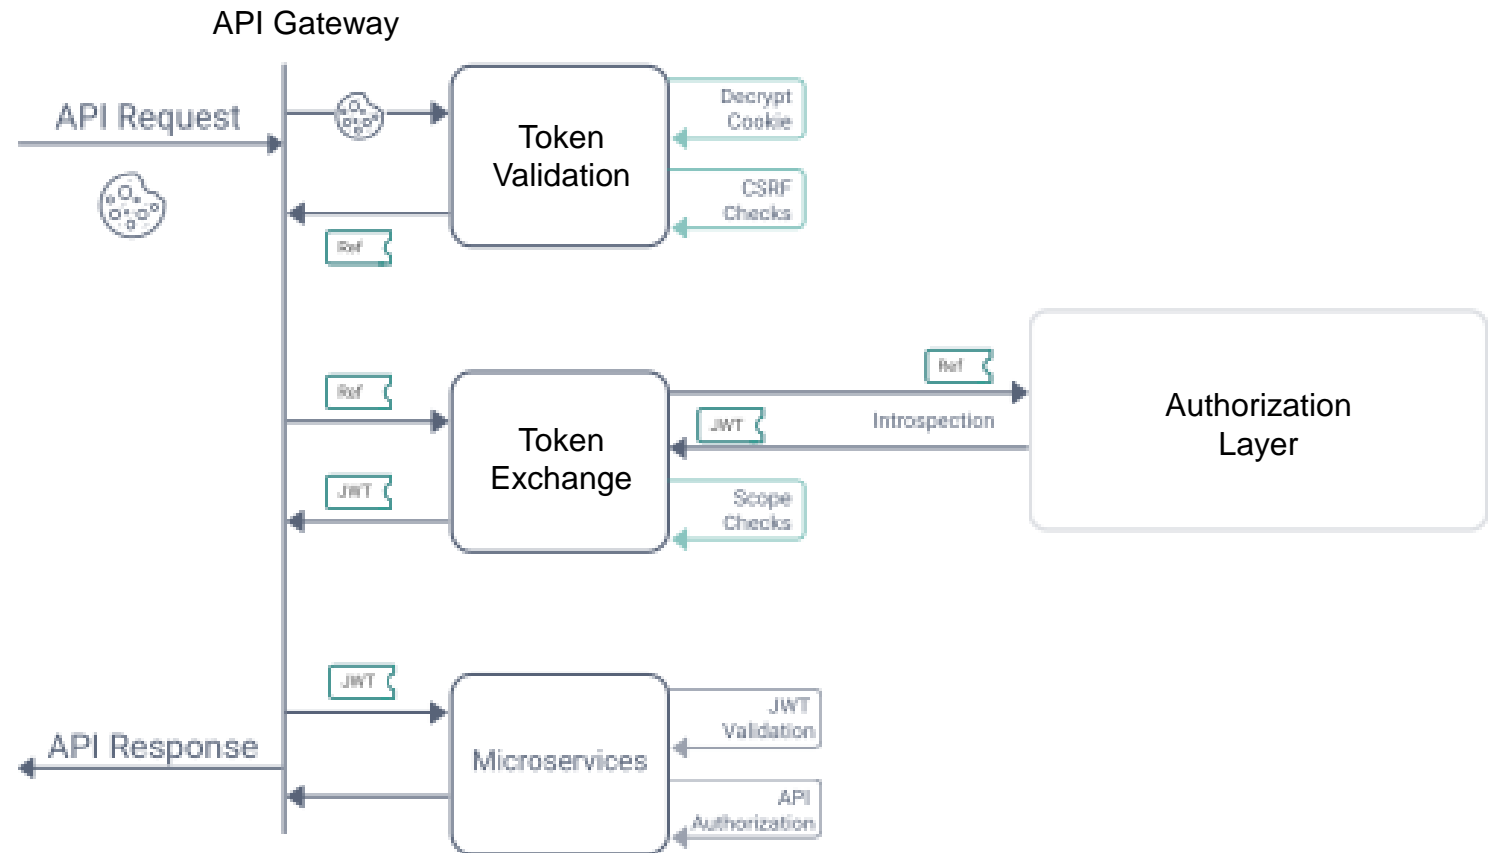 API Gateway
API Request
Decrypt
Cookie
Token
Validation
CSRF
Checks
Ref
Ref
Ref
JWT
Introspection
Authorization
Layer
Token
Exchange
JWT
Scope
Checks
JWT
JWT
Validation
API Response
Microservices
API
Authorization